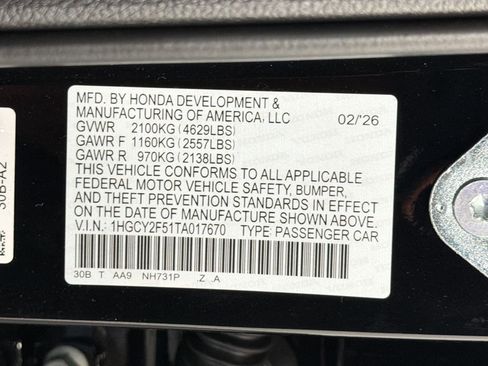 MFD. BY HONDA DEVELOPMENT &
MANUFACTURING OF AMERICA, LLC 02/'26
GVWR 2100KG (4629LBS)
GAWR F 1160KG (2557LBS)
GAWR R 970KG (2138LBS)
THIS VEHICLE CONFORMS TO ALL APPLICABLE
FEDERAL MOTOR VEHICLE SAFETY, BUMPER,
AND THEFT PREVENTION STANDARDS IN EFFECT
ON THE DATE OF MANUFACTURE SHOWN ABOVE.
V.I.N.: 1HGCY2F51TA017670 TYPE: PASSENGER CAR
30B T AA9 NH731P .Z .A
30B-A2